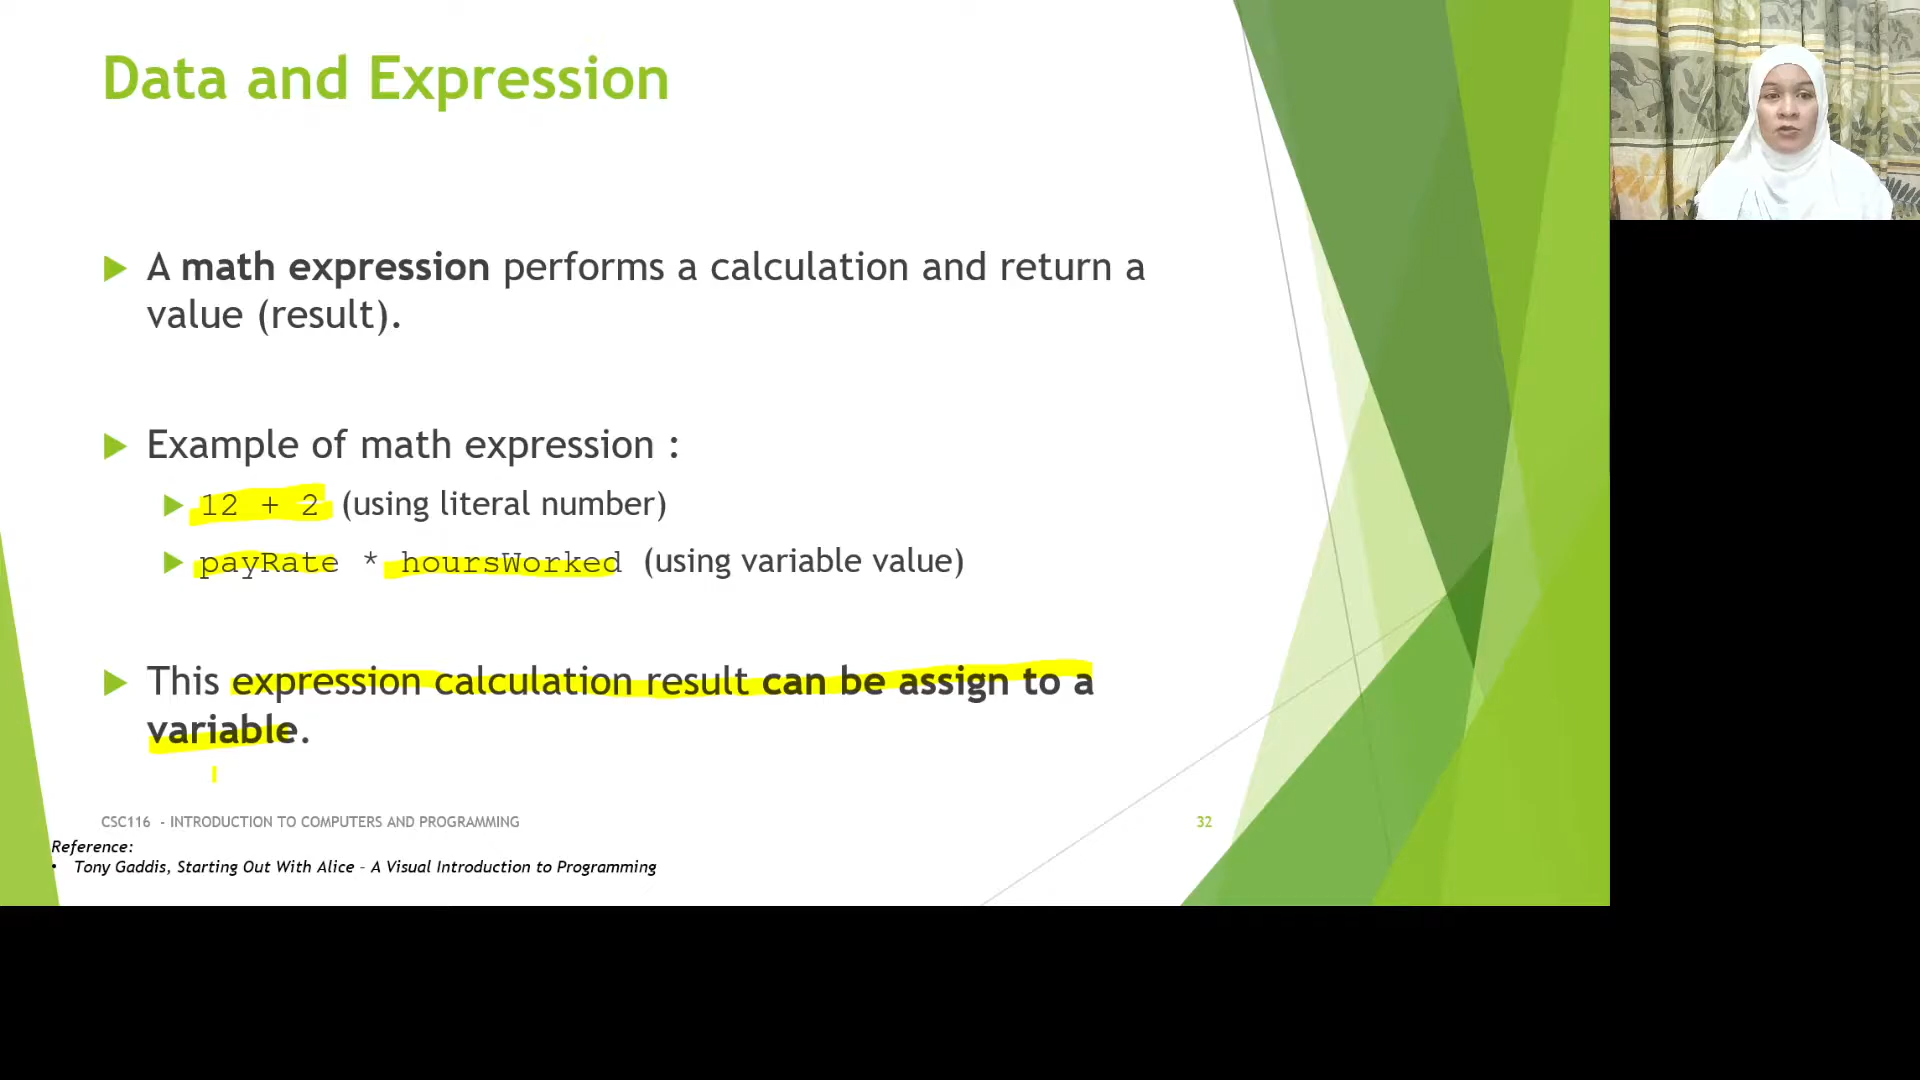 Data and Expression
A math expression performs a calculation and return a
value (result).
Example of math expression :
12 + 2 (using literal number)
payRate * hoursWorked (using variable value)
This expression calculation result can be assign to a
variable.
CSC116 - INTRODUCTION TO COMPUTERS AND PROGRAMMING
32
Reference:
• Tony Gaddis, Starting Out With Alice – A Visual Introduction to Programming